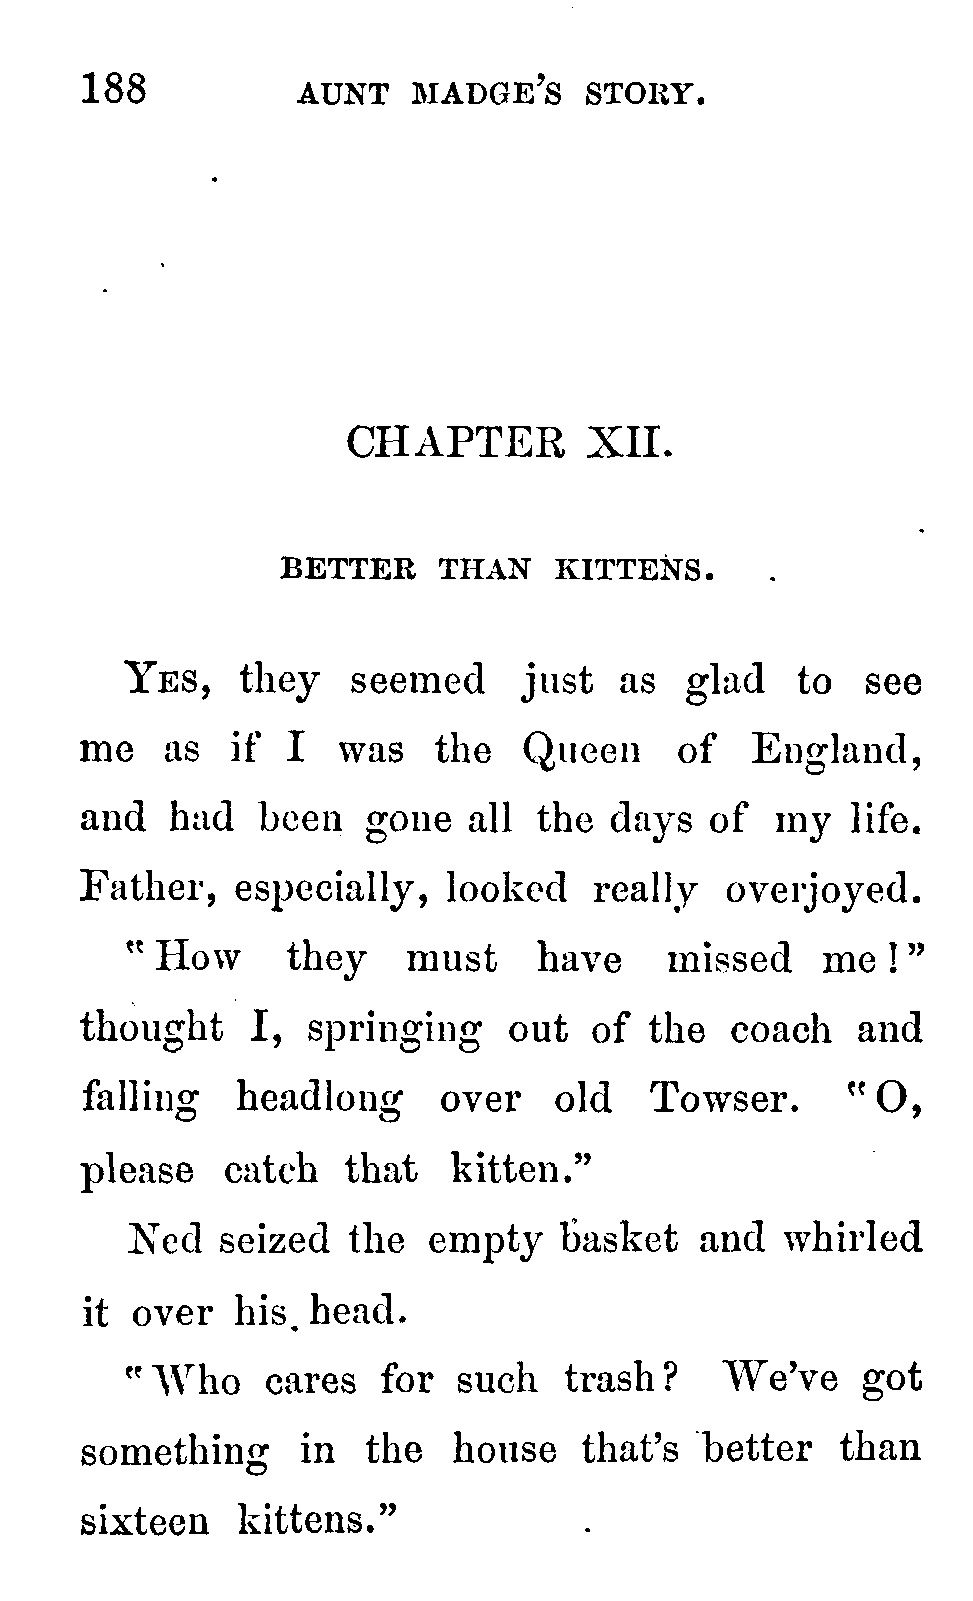 188 AUNT MADGE'S STORY.
CHAPTER XII.
BETTER THAN KITTENS.
YES, they seemed just as glad to see
me as if I was the Queen of England,
and had been gone all the days of my life.
Father, especially, looked really overjoyed.
"How they must have missed me!"
thought I, springing out of the coach and
falling headlong over old Towser. "O,
please catch that kitten."
Ned seized the empty basket and whirled
it over his head.
"Who cares for such trash? We've got
something in the house that's better than
sixteen kittens."